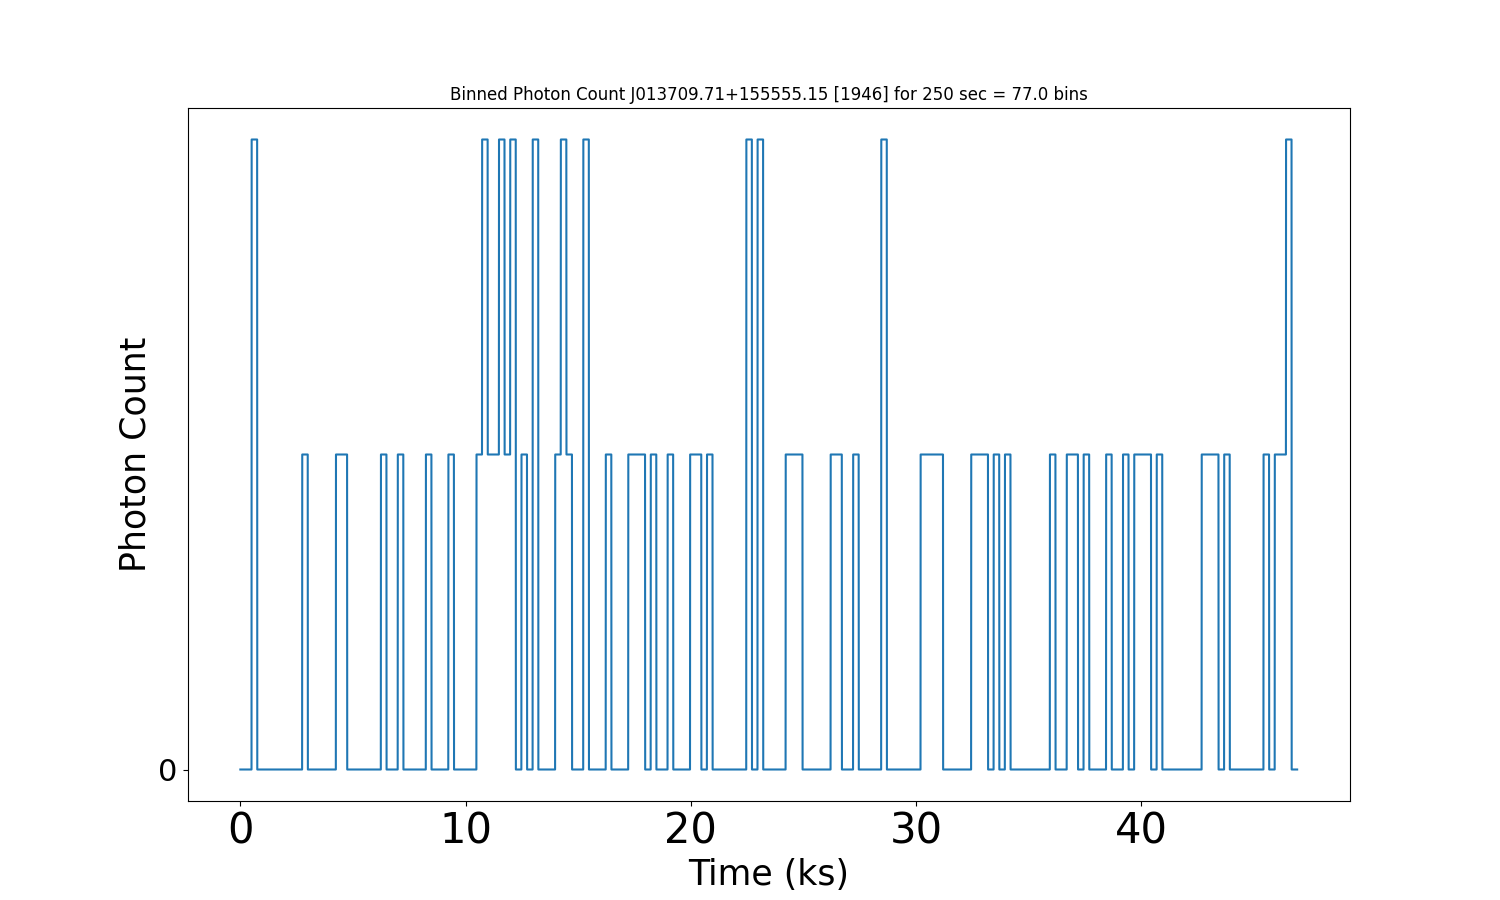 Binned Photon Count J013709.71+155555.15 [1946] for 250 sec = 77.0 bins
Photon Count
0
0 10 20 30 40
Time (ks)